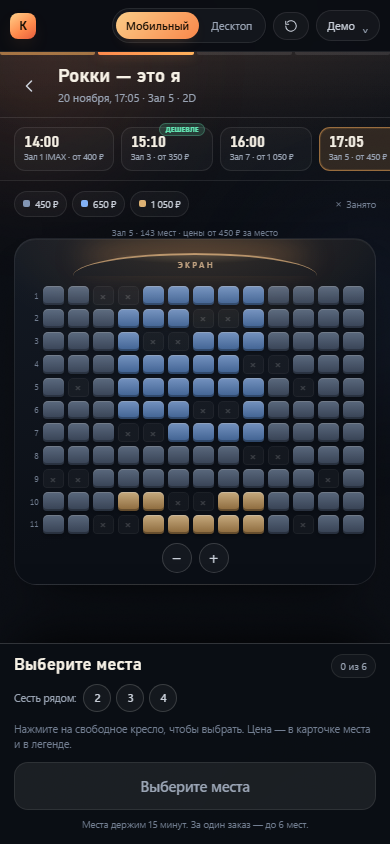 К
Мобильный Десктоп Демо
Рокки — это я
20 ноября, 17:05 · Зал 5 · 2D
ДЕШЕВЛЕ
14:00 15:10 16:00 17:05
Зал 1 IMAX · от 400 ₽ Зал 3 · от 350 ₽ Зал 7 · от 1 050 ₽ Зал 5 · от 450 ₽
450 ₽ 650 ₽ 1 050 ₽ × Занято
Зал 5 · 143 мест · цены от 450 ₽ за место
ЭКРАН
1
2
3
4
5
6
7
8
9
10
11
− +
Выберите места 0 из 6
Сесть рядом: 2 3 4
Нажмите на свободное кресло, чтобы выбрать. Цена — в карточке места
и в легенде.
Выберите места
Места держим 15 минут. За один заказ — до 6 мест.